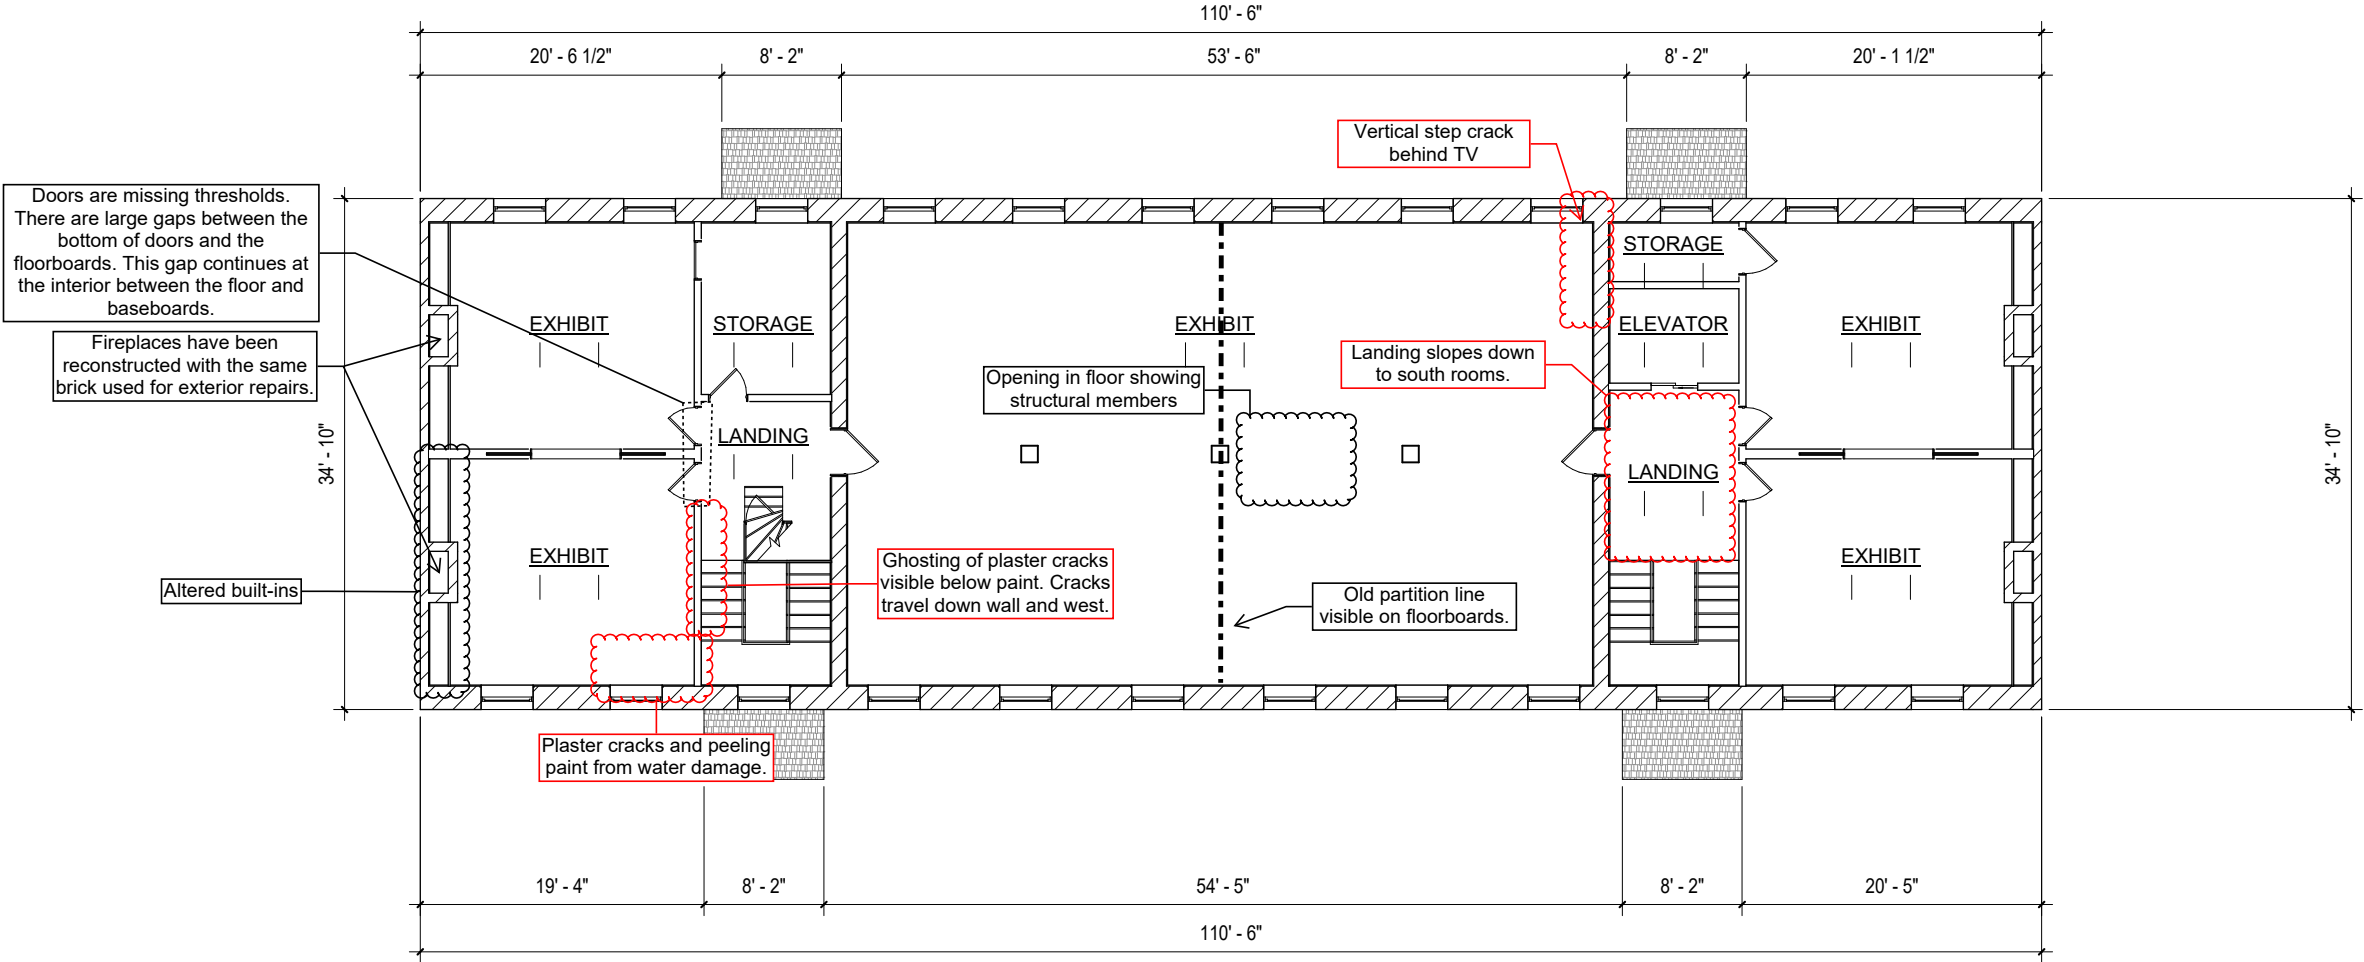 110' - 6"
20' - 6 1/2"
8' - 2"
53' - 6"
8' - 2"
20' - 1 1/2"
Vertical step crack
behind TV
Doors are missing thresholds.
There are large gaps between the
bottom of doors and the
floorboards. This gap continues at
the interior between the floor and
baseboards.
Fireplaces have been
reconstructed with the same
brick used for exterior repairs.
34' - 10"
Altered built-ins
EXHIBIT
STORAGE
EXHIBIT
STORAGE
ELEVATOR
EXHIBIT
Opening in floor showing
structural members
Landing slopes down
to south rooms.
LANDING
LANDING
34' - 10"
EXHIBIT
EXHIBIT
Ghosting of plaster cracks
visible below paint. Cracks
travel down wall and west.
Old partition line
visible on floorboards.
Plaster cracks and peeling
paint from water damage.
19' - 4"
8' - 2"
54' - 5"
8' - 2"
20' - 5"
110' - 6"